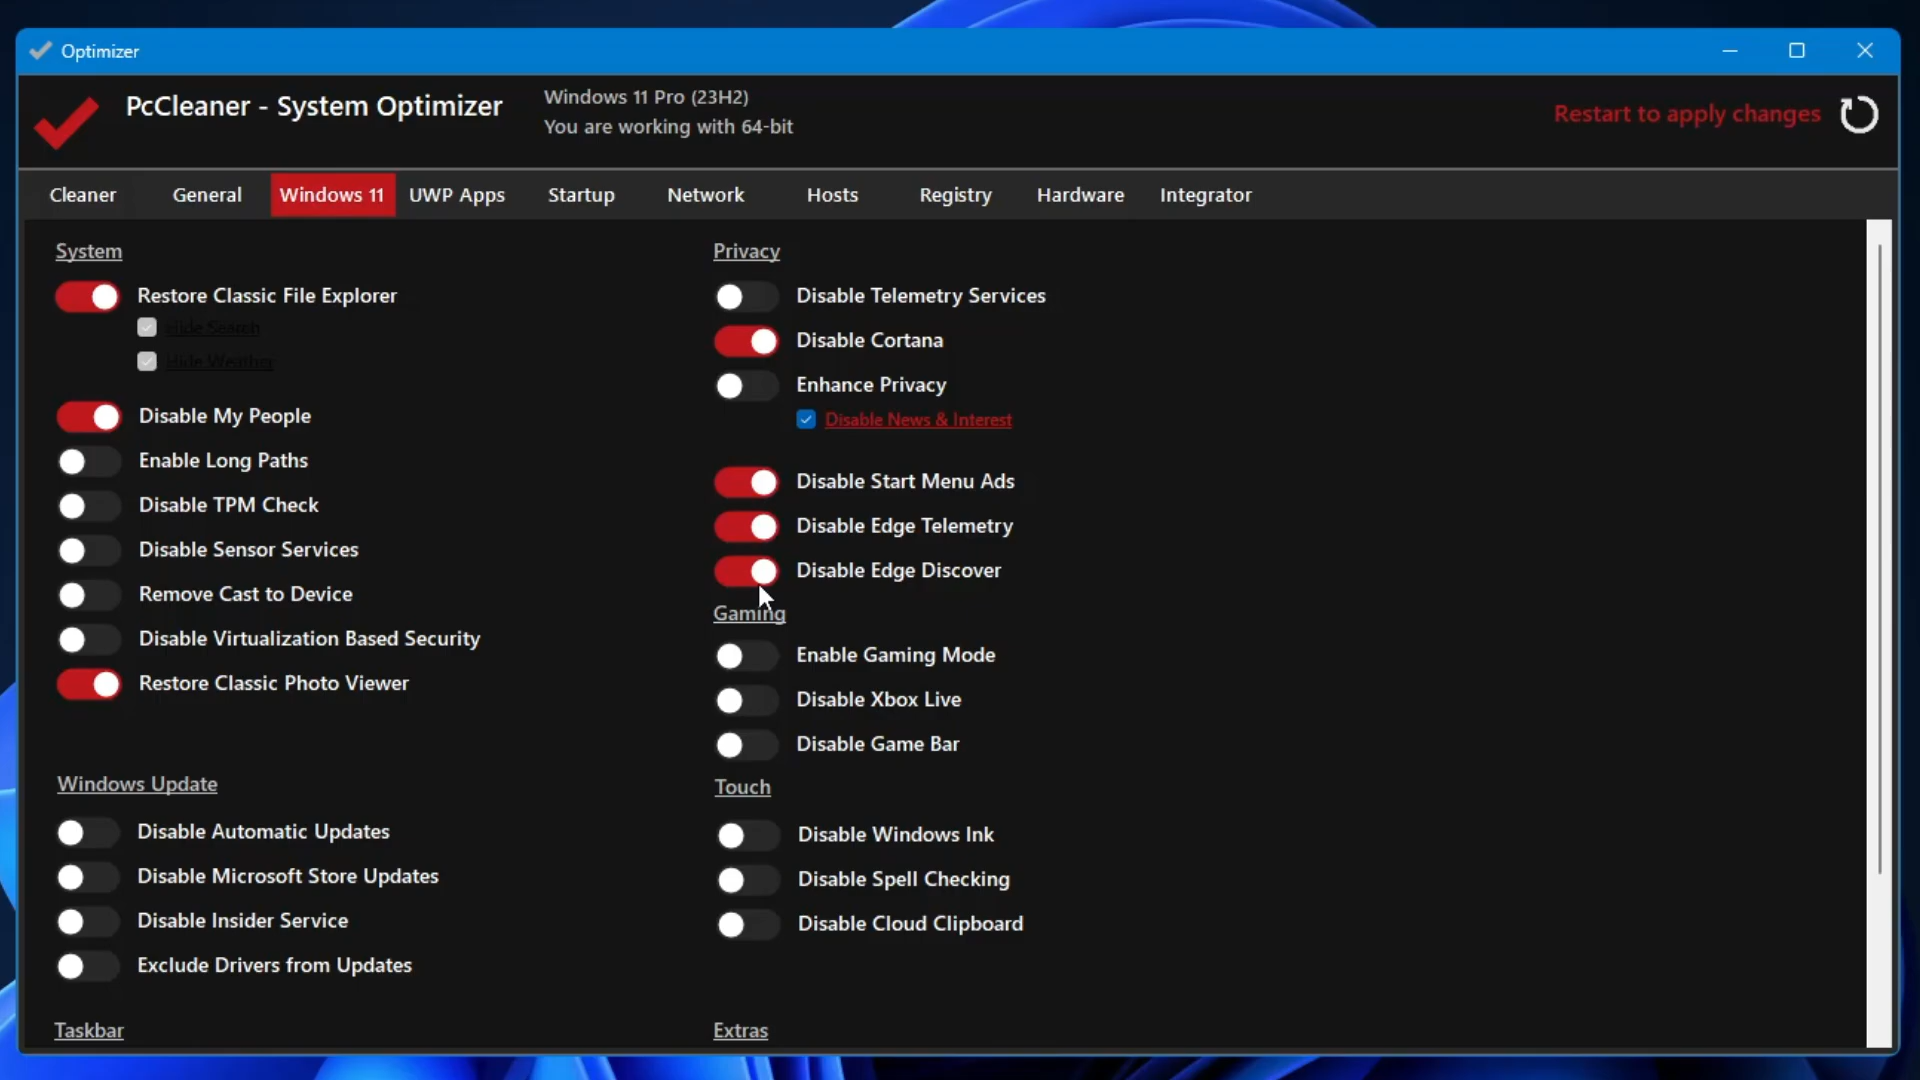 Optimizer
PcCleaner - System Optimizer
Windows 11 Pro (23H2)
You are working with 64-bit
Restart to apply changes
Cleaner General Windows 11 UWP Apps Startup Network Hosts Registry Hardware Integrator
System
Restore Classic File Explorer
Hide Search
Hide Weather
Disable My People
Enable Long Paths
Disable TPM Check
Disable Sensor Services
Remove Cast to Device
Disable Virtualization Based Security
Restore Classic Photo Viewer
Windows Update
Disable Automatic Updates
Disable Microsoft Store Updates
Disable Insider Service
Exclude Drivers from Updates
Taskbar
Privacy
Disable Telemetry Services
Disable Cortana
Enhance Privacy
Disable News & Interest
Disable Start Menu Ads
Disable Edge Telemetry
Disable Edge Discover
Gaming
Enable Gaming Mode
Disable Xbox Live
Disable Game Bar
Touch
Disable Windows Ink
Disable Spell Checking
Disable Cloud Clipboard
Extras